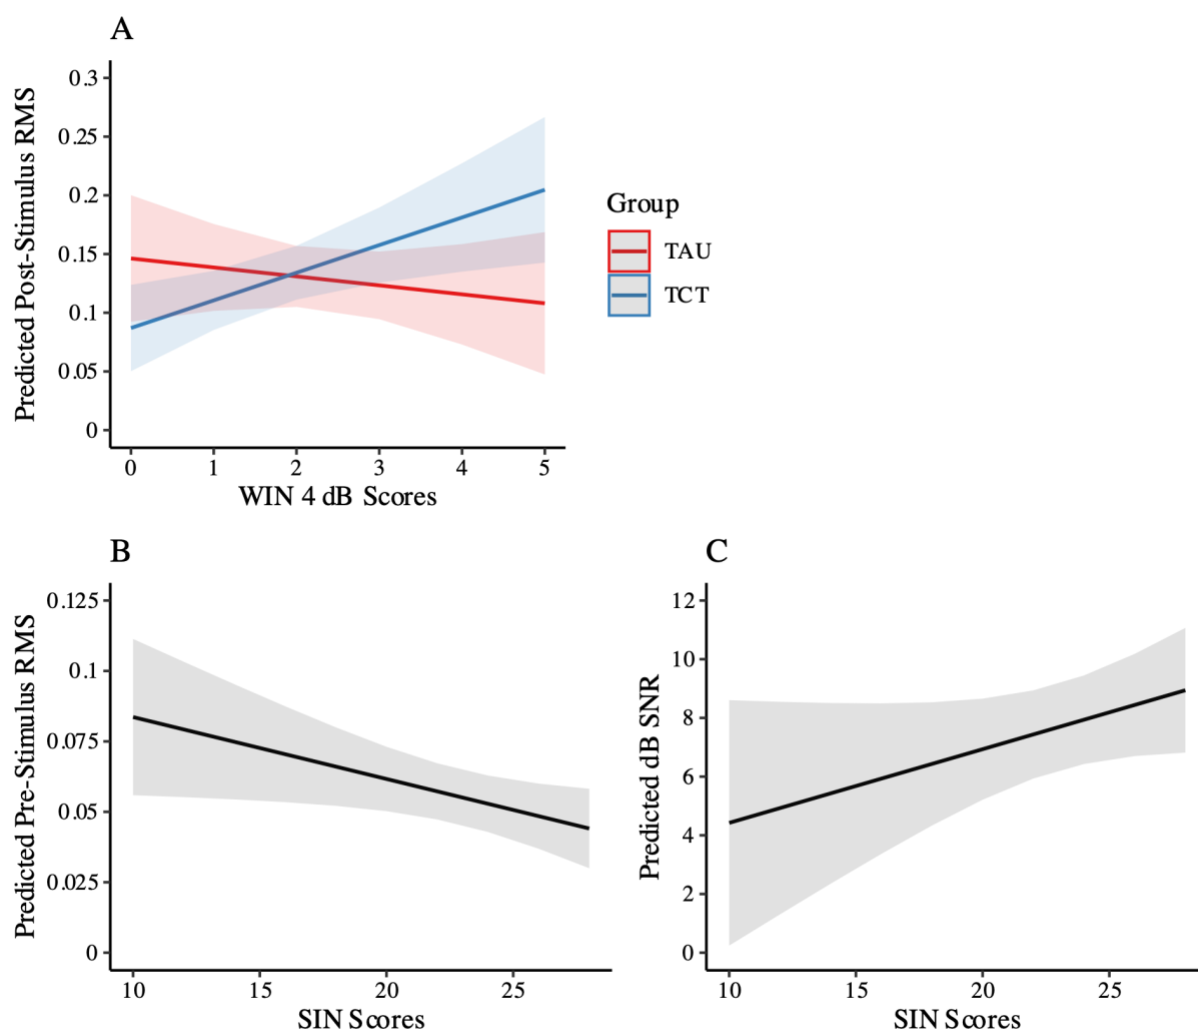 A
Predicted Post-Stimulus RMS
0.3
0.25
0.2
0.15
0.1
0.05
0
0 1 2 3 4 5
WIN 4 dB Scores
Group
TAU
TCT
B
Predicted Pre-Stimulus RMS
0.125
0.1
0.075
0.05
0.025
0
10 15 20 25
SIN Scores
C
Predicted dB SNR
12
10
8
6
4
2
0
10 15 20 25
SIN Scores